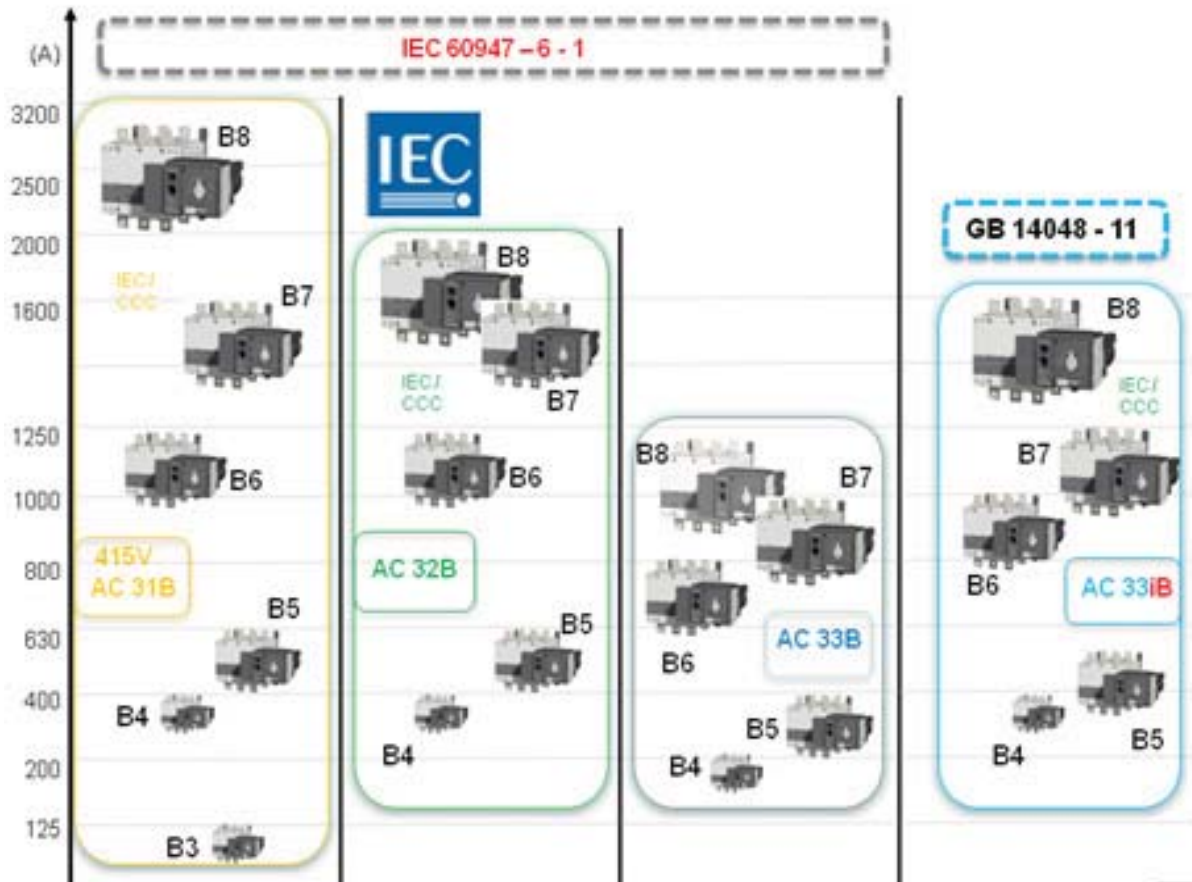 (A)
IEC 60947 – 6 - 1
3200
2500
2000
1600
1250
1000
800
630
400
200
125
B8
IEC /
CCC
B7
B6
415V
AC 31B
B5
B4
B3
IEC
B8
IEC /
CCC
B7
B6
AC 32B
B5
B4
B8
B7
B6
AC 33B
B5
B4
GB 14048 - 11
B8
IEC /
CCC
B7
B6
AC 33iB
B4
B5